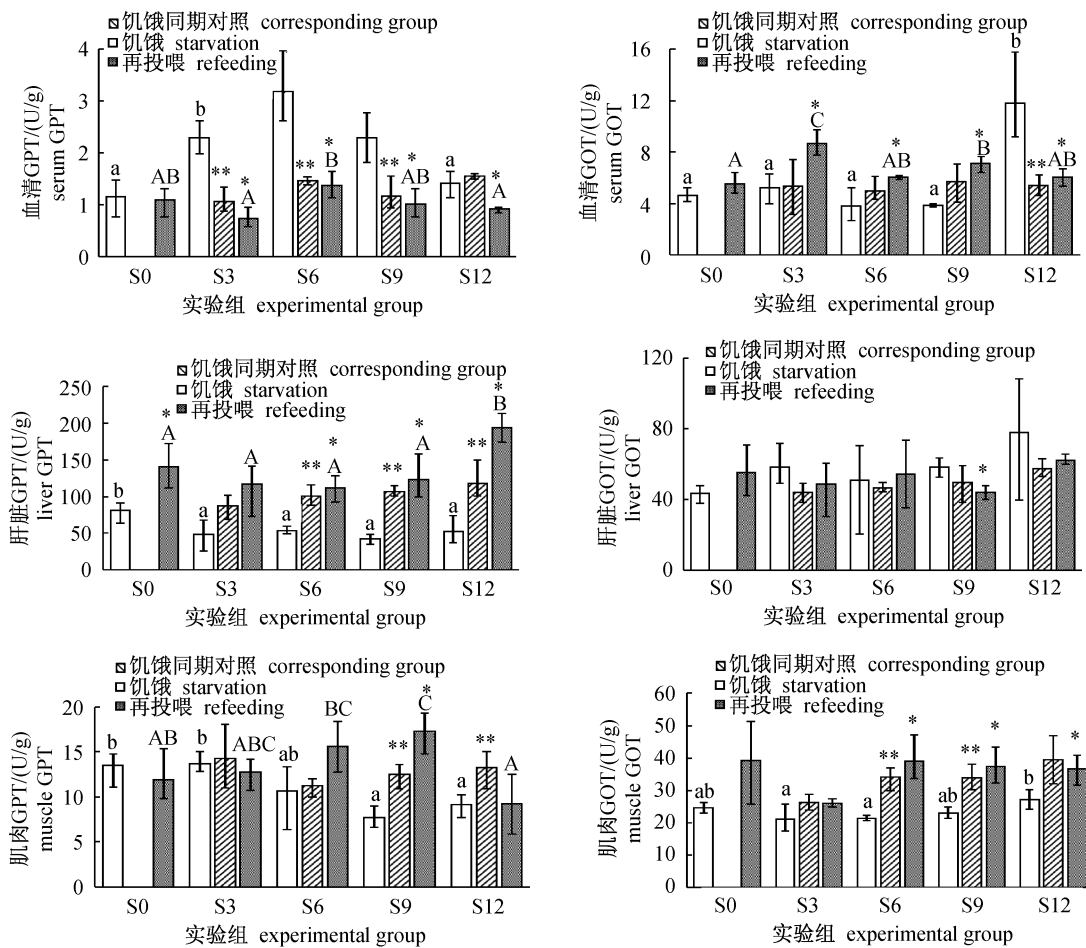 饥饿同期对照 corresponding group
饥饿 starvation
再投喂 refeeding
血清GPT/(U/g)
serum GPT
4
3
2
1
0
a
AB
b
**
*
A
**
*
B
**
*
AB
a
*
A
S0 S3 S6 S9 S12
实验组 experimental group
饥饿同期对照 corresponding group
饥饿 starvation
再投喂 refeeding
血清GOT/(U/g)
serum GOT
16
12
8
4
0
a
A
a
*
C
a
*
AB
a
*
B
b
**
*
AB
S0 S3 S6 S9 S12
实验组 experimental group
饥饿同期对照 corresponding group
饥饿 starvation
再投喂 refeeding
肝脏GPT/(U/g)
liver GPT
250
200
150
100
50
0
b
*
A
a
A
a
**
*
A
a
**
*
A
a
**
*
B
S0 S3 S6 S9 S12
实验组 experimental group
饥饿同期对照 corresponding group
饥饿 starvation
再投喂 refeeding
肝脏GOT/(U/g)
liver GOT
120
80
40
0
*
S0 S3 S6 S9 S12
实验组 experimental group
饥饿同期对照 corresponding group
饥饿 starvation
再投喂 refeeding
肌肉GPT/(U/g)
muscle GPT
20
15
10
5
0
b
AB
b
ABC
ab
BC
a
**
*
C
a
**
A
S0 S3 S6 S9 S12
实验组 experimental group
饥饿同期对照 corresponding group
饥饿 starvation
再投喂 refeeding
肌肉GOT/(U/g)
muscle GOT
60
50
40
30
20
10
0
ab
a
a
**
*
ab
**
*
b
*
S0 S3 S6 S9 S12
实验组 experimental group